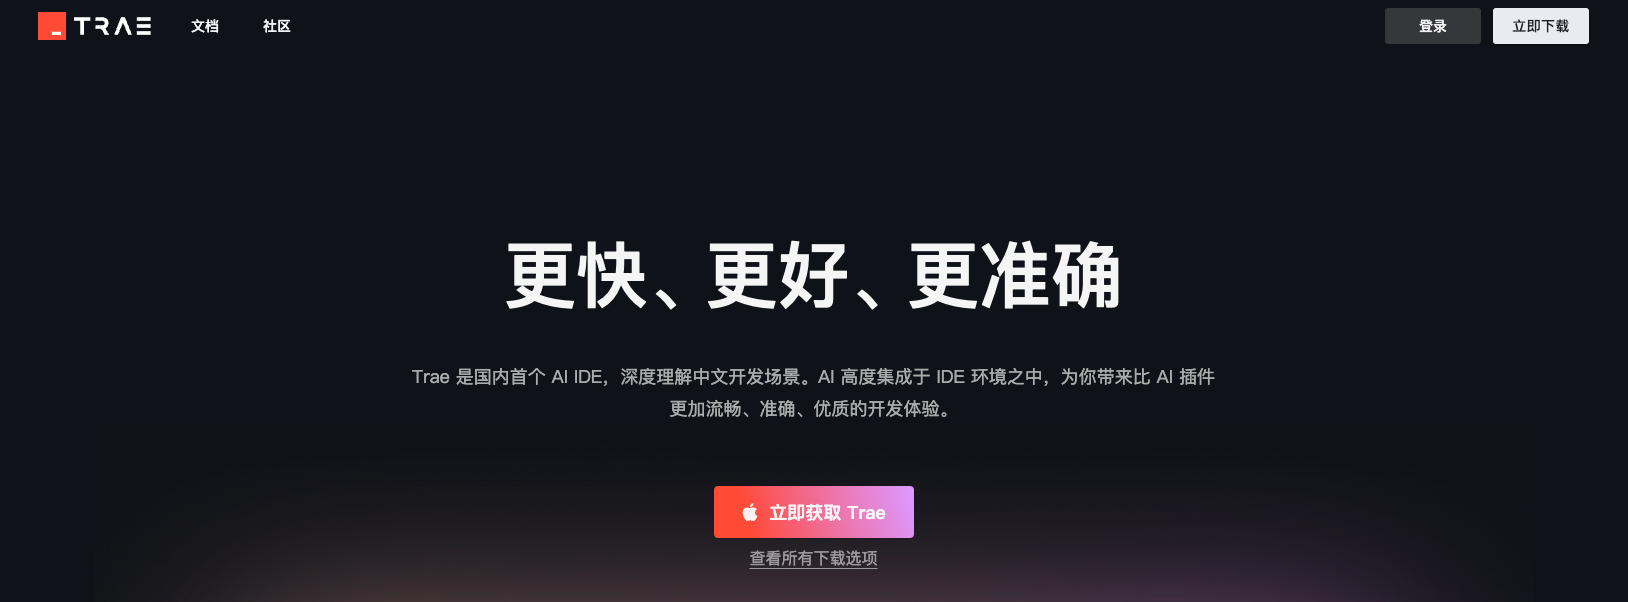 TRAE 文档 社区 登录 立即下载
更快、更好、更准确
Trae 是国内首个 AI IDE，深度理解中文开发场景。AI 高度集成于 IDE 环境之中，为你带来比 AI 插件
更加流畅、准确、优质的开发体验。
立即获取 Trae
查看所有下载选项